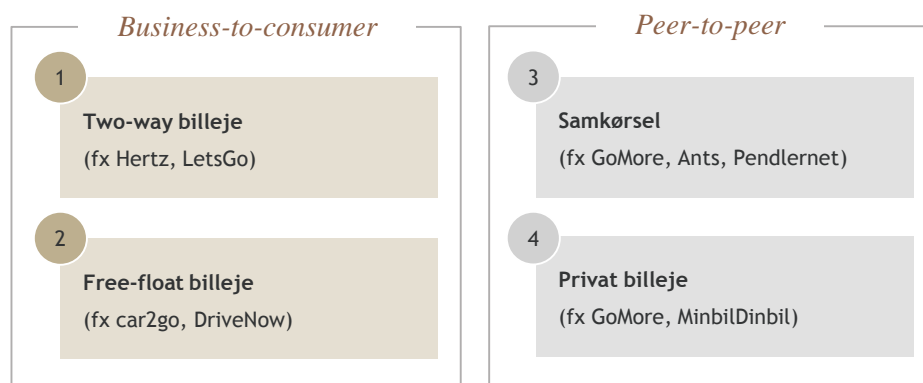 Business-to-consumer
1
Two-way billeje
(fx Hertz, LetsGo)
2
Free-float billeje
(fx car2go, DriveNow)
Peer-to-peer
3
Samkørsel
(fx GoMore, Ants, Pendlernet)
4
Privat billeje
(fx GoMore, MinbilDinbil)